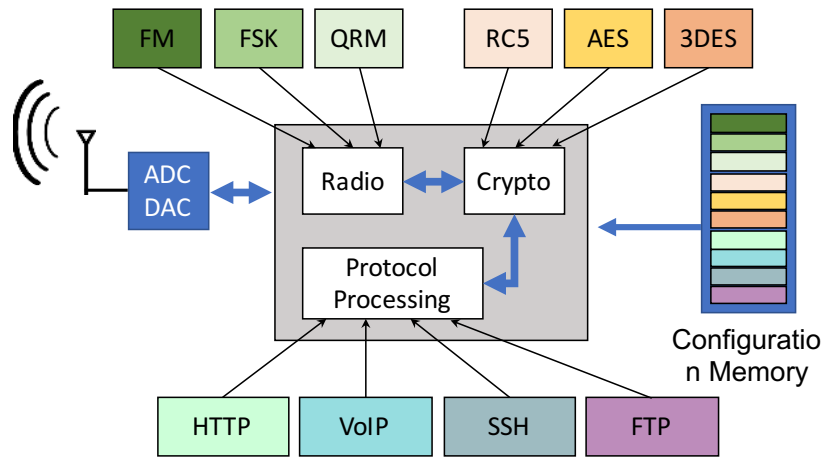 FM
FSK
QRM
RC5
AES
3DES
ADC
DAC
Radio
Crypto
Protocol
Processing
Configuratio
n Memory
HTTP
VoIP
SSH
FTP